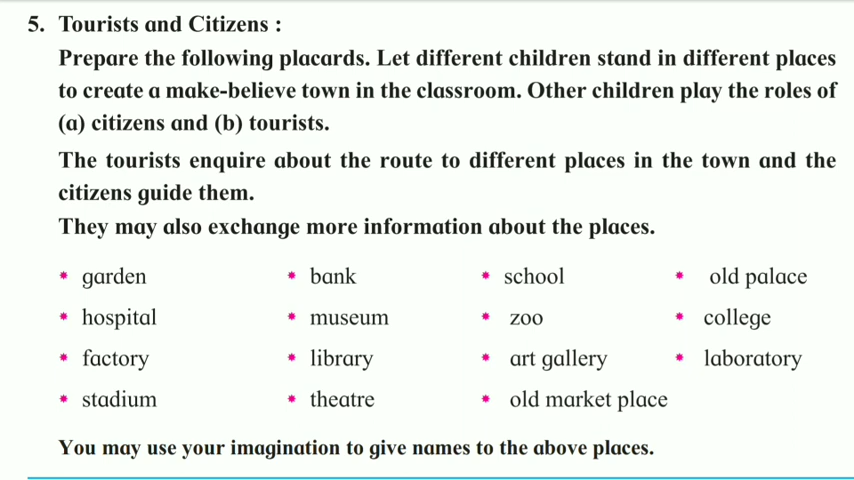 5. Tourists and Citizens :
Prepare the following placards. Let different children stand in different places
to create a make-believe town in the classroom. Other children play the roles of
(a) citizens and (b) tourists.
The tourists enquire about the route to different places in the town and the
citizens guide them.
They may also exchange more information about the places.
* garden * bank * school * old palace
* hospital * museum * zoo * college
* factory * library * art gallery * laboratory
* stadium * theatre * old market place
You may use your imagination to give names to the above places.